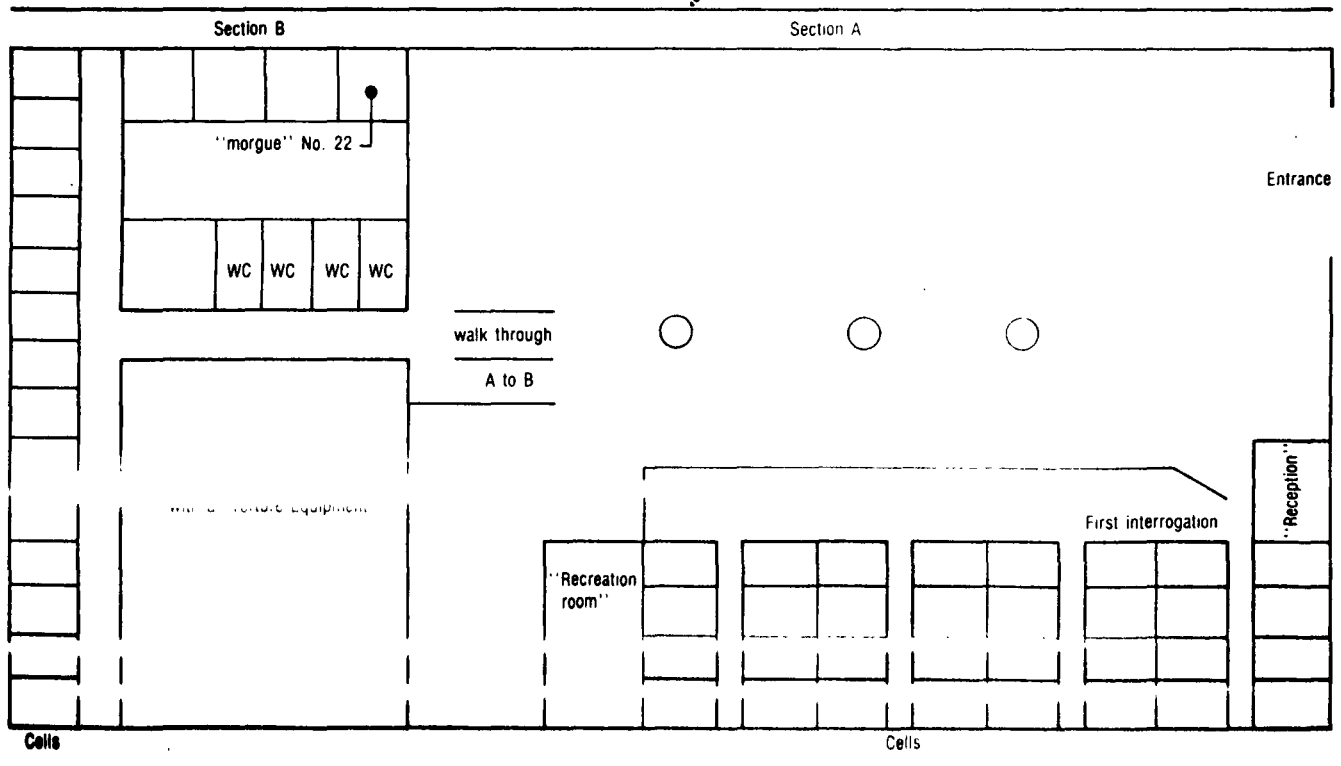 Section B
Section A
"morgue" No. 22
Entrance
WC WC WC WC
walk through
A to B
"Reception"
First interrogation
"Recreation
room"
Equipment
Cells
Cells